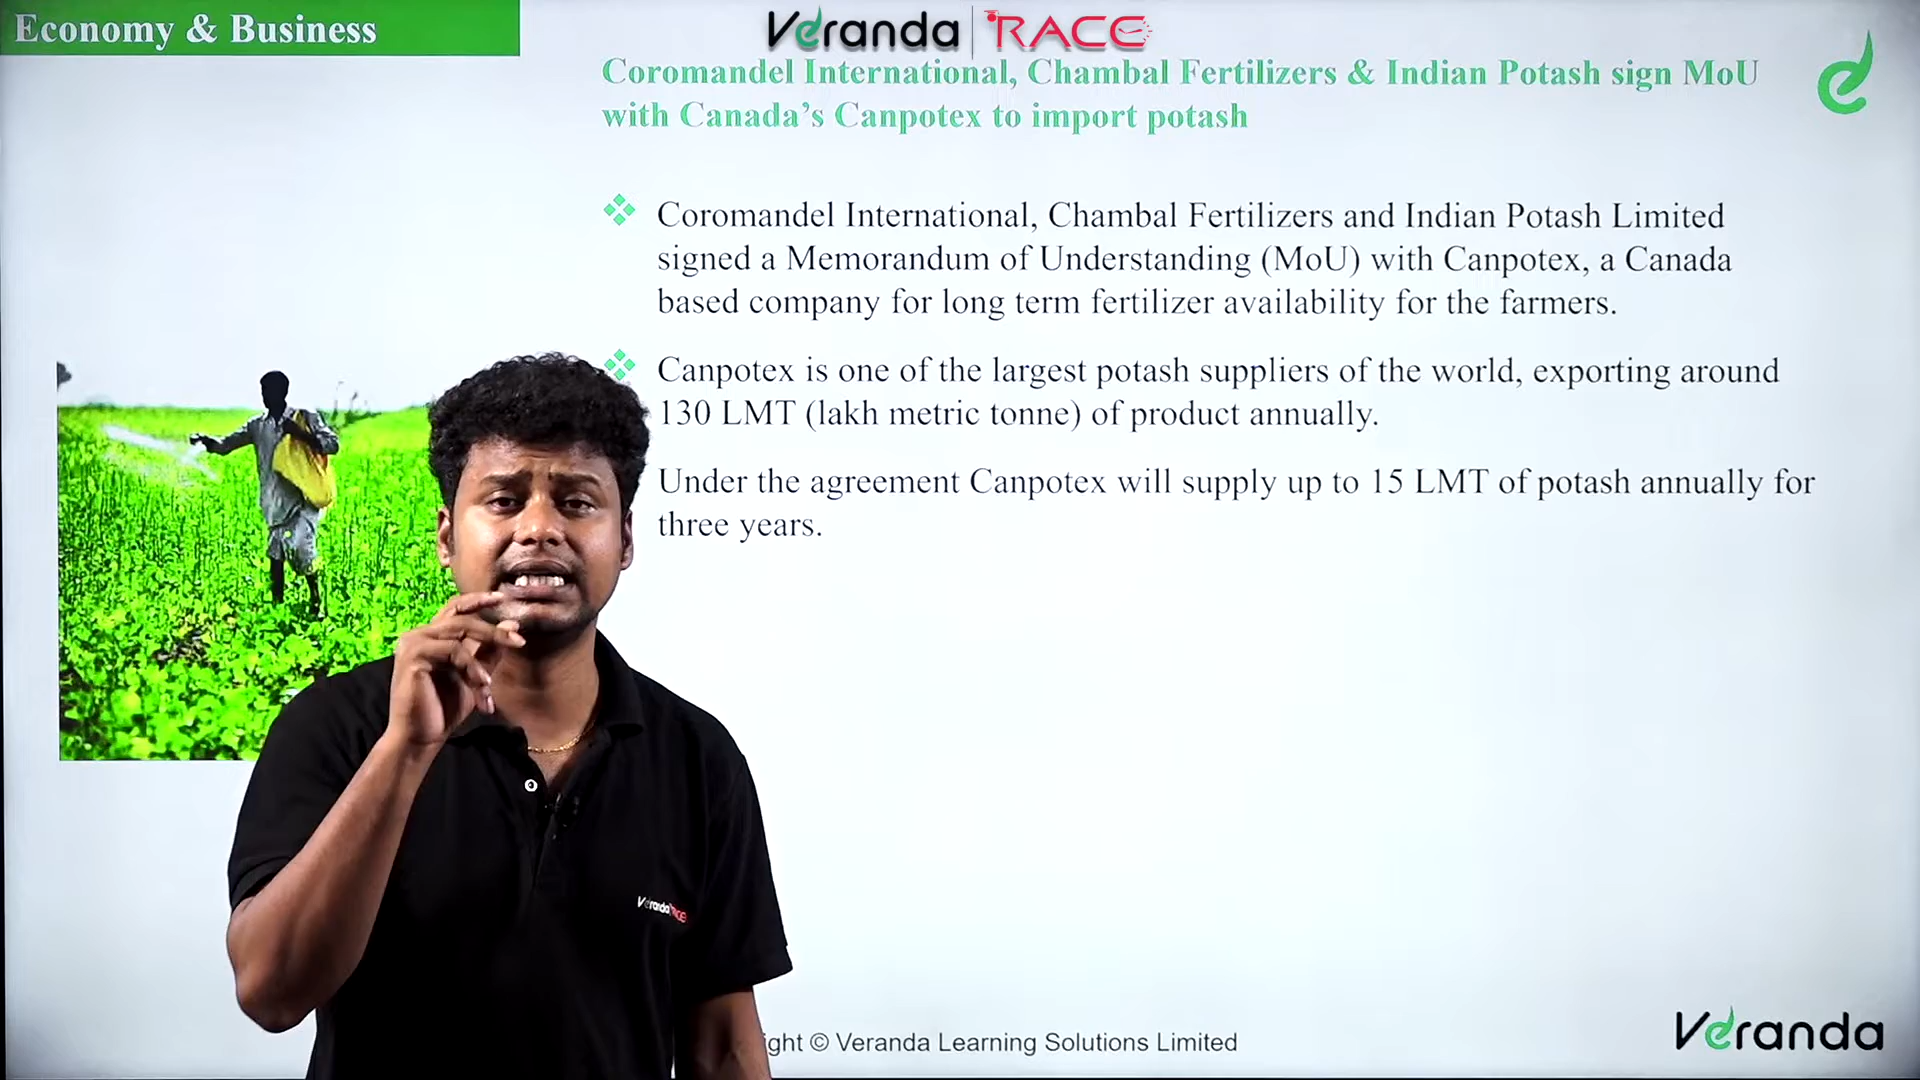 Economy & Business
Veranda RACE
Coromandel International, Chambal Fertilizers & Indian Potash sign MoU
with Canada's Canpotex to import potash
Coromandel International, Chambal Fertilizers and Indian Potash Limited
signed a Memorandum of Understanding (MoU) with Canpotex, a Canada
based company for long term fertilizer availability for the farmers.
Canpotex is one of the largest potash suppliers of the world, exporting around
130 LMT (lakh metric tonne) of product annually.
Under the agreement Canpotex will supply up to 15 LMT of potash annually for
three years.
Veranda RACE
ght © Veranda Learning Solutions Limited
Veranda